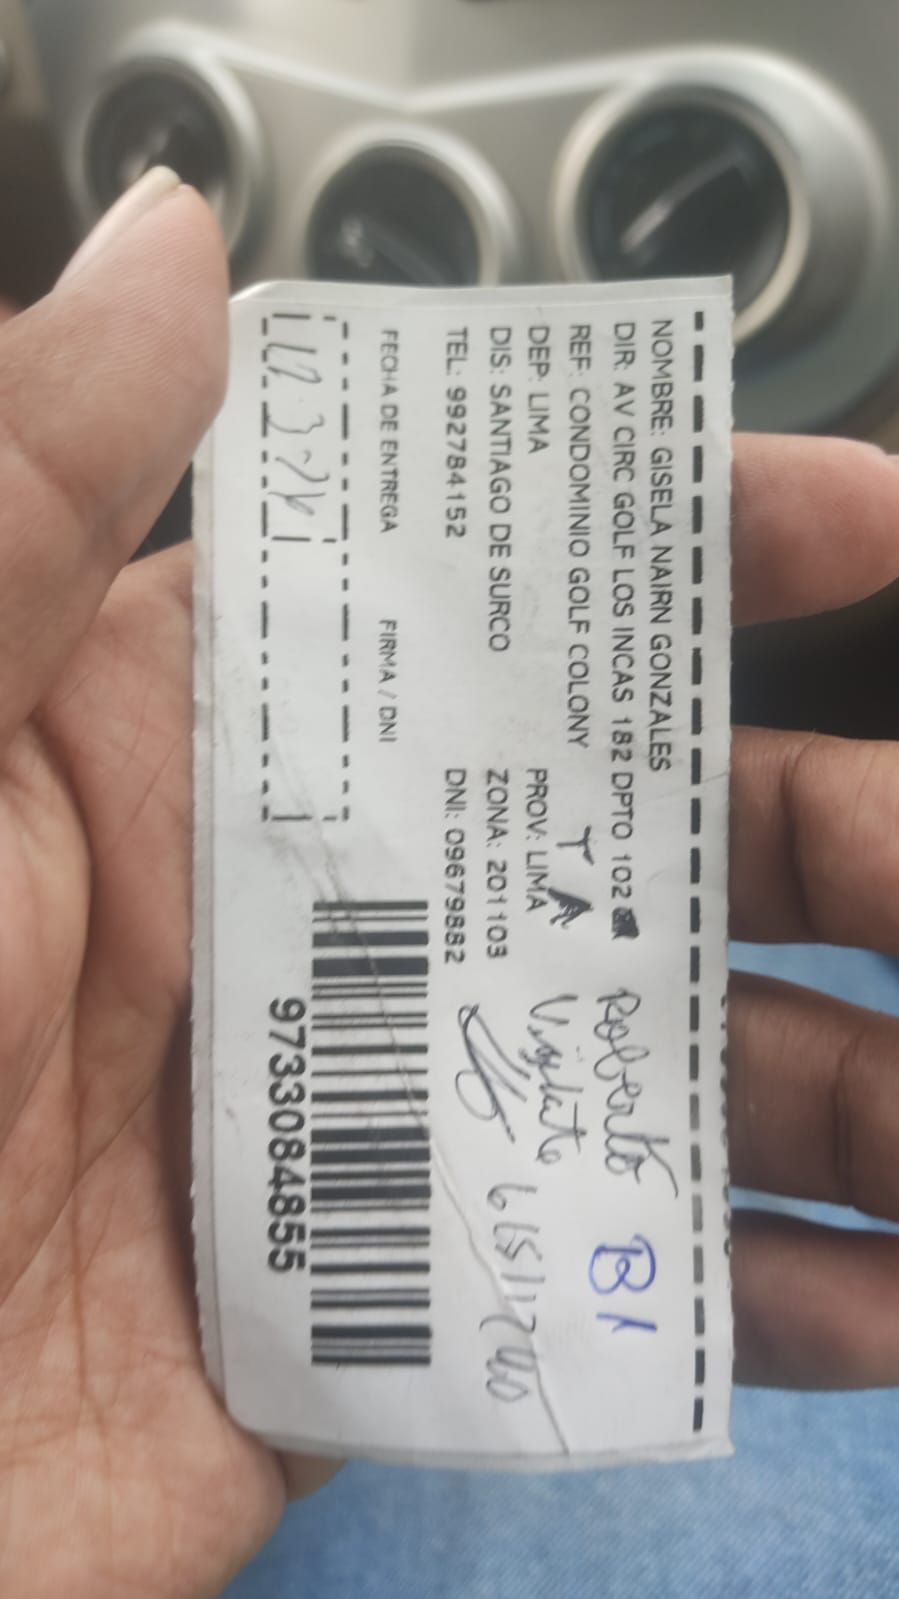 NOMBRE: GISELA NAIRN GONZALES
DIR: AV CIRC GOLF LOS INCAS 182 DPTO 102 Roberto B1
REF: CONDOMINIO GOLF COLONY TA
DEP: LIMA PROV: LIMA Vigilante
DIS: SANTIAGO DE SURCO ZONA: 201103
TEL: 992784152 DNI: 09679882
FECHA DE ENTREGA FIRMA / DNI
9733084855